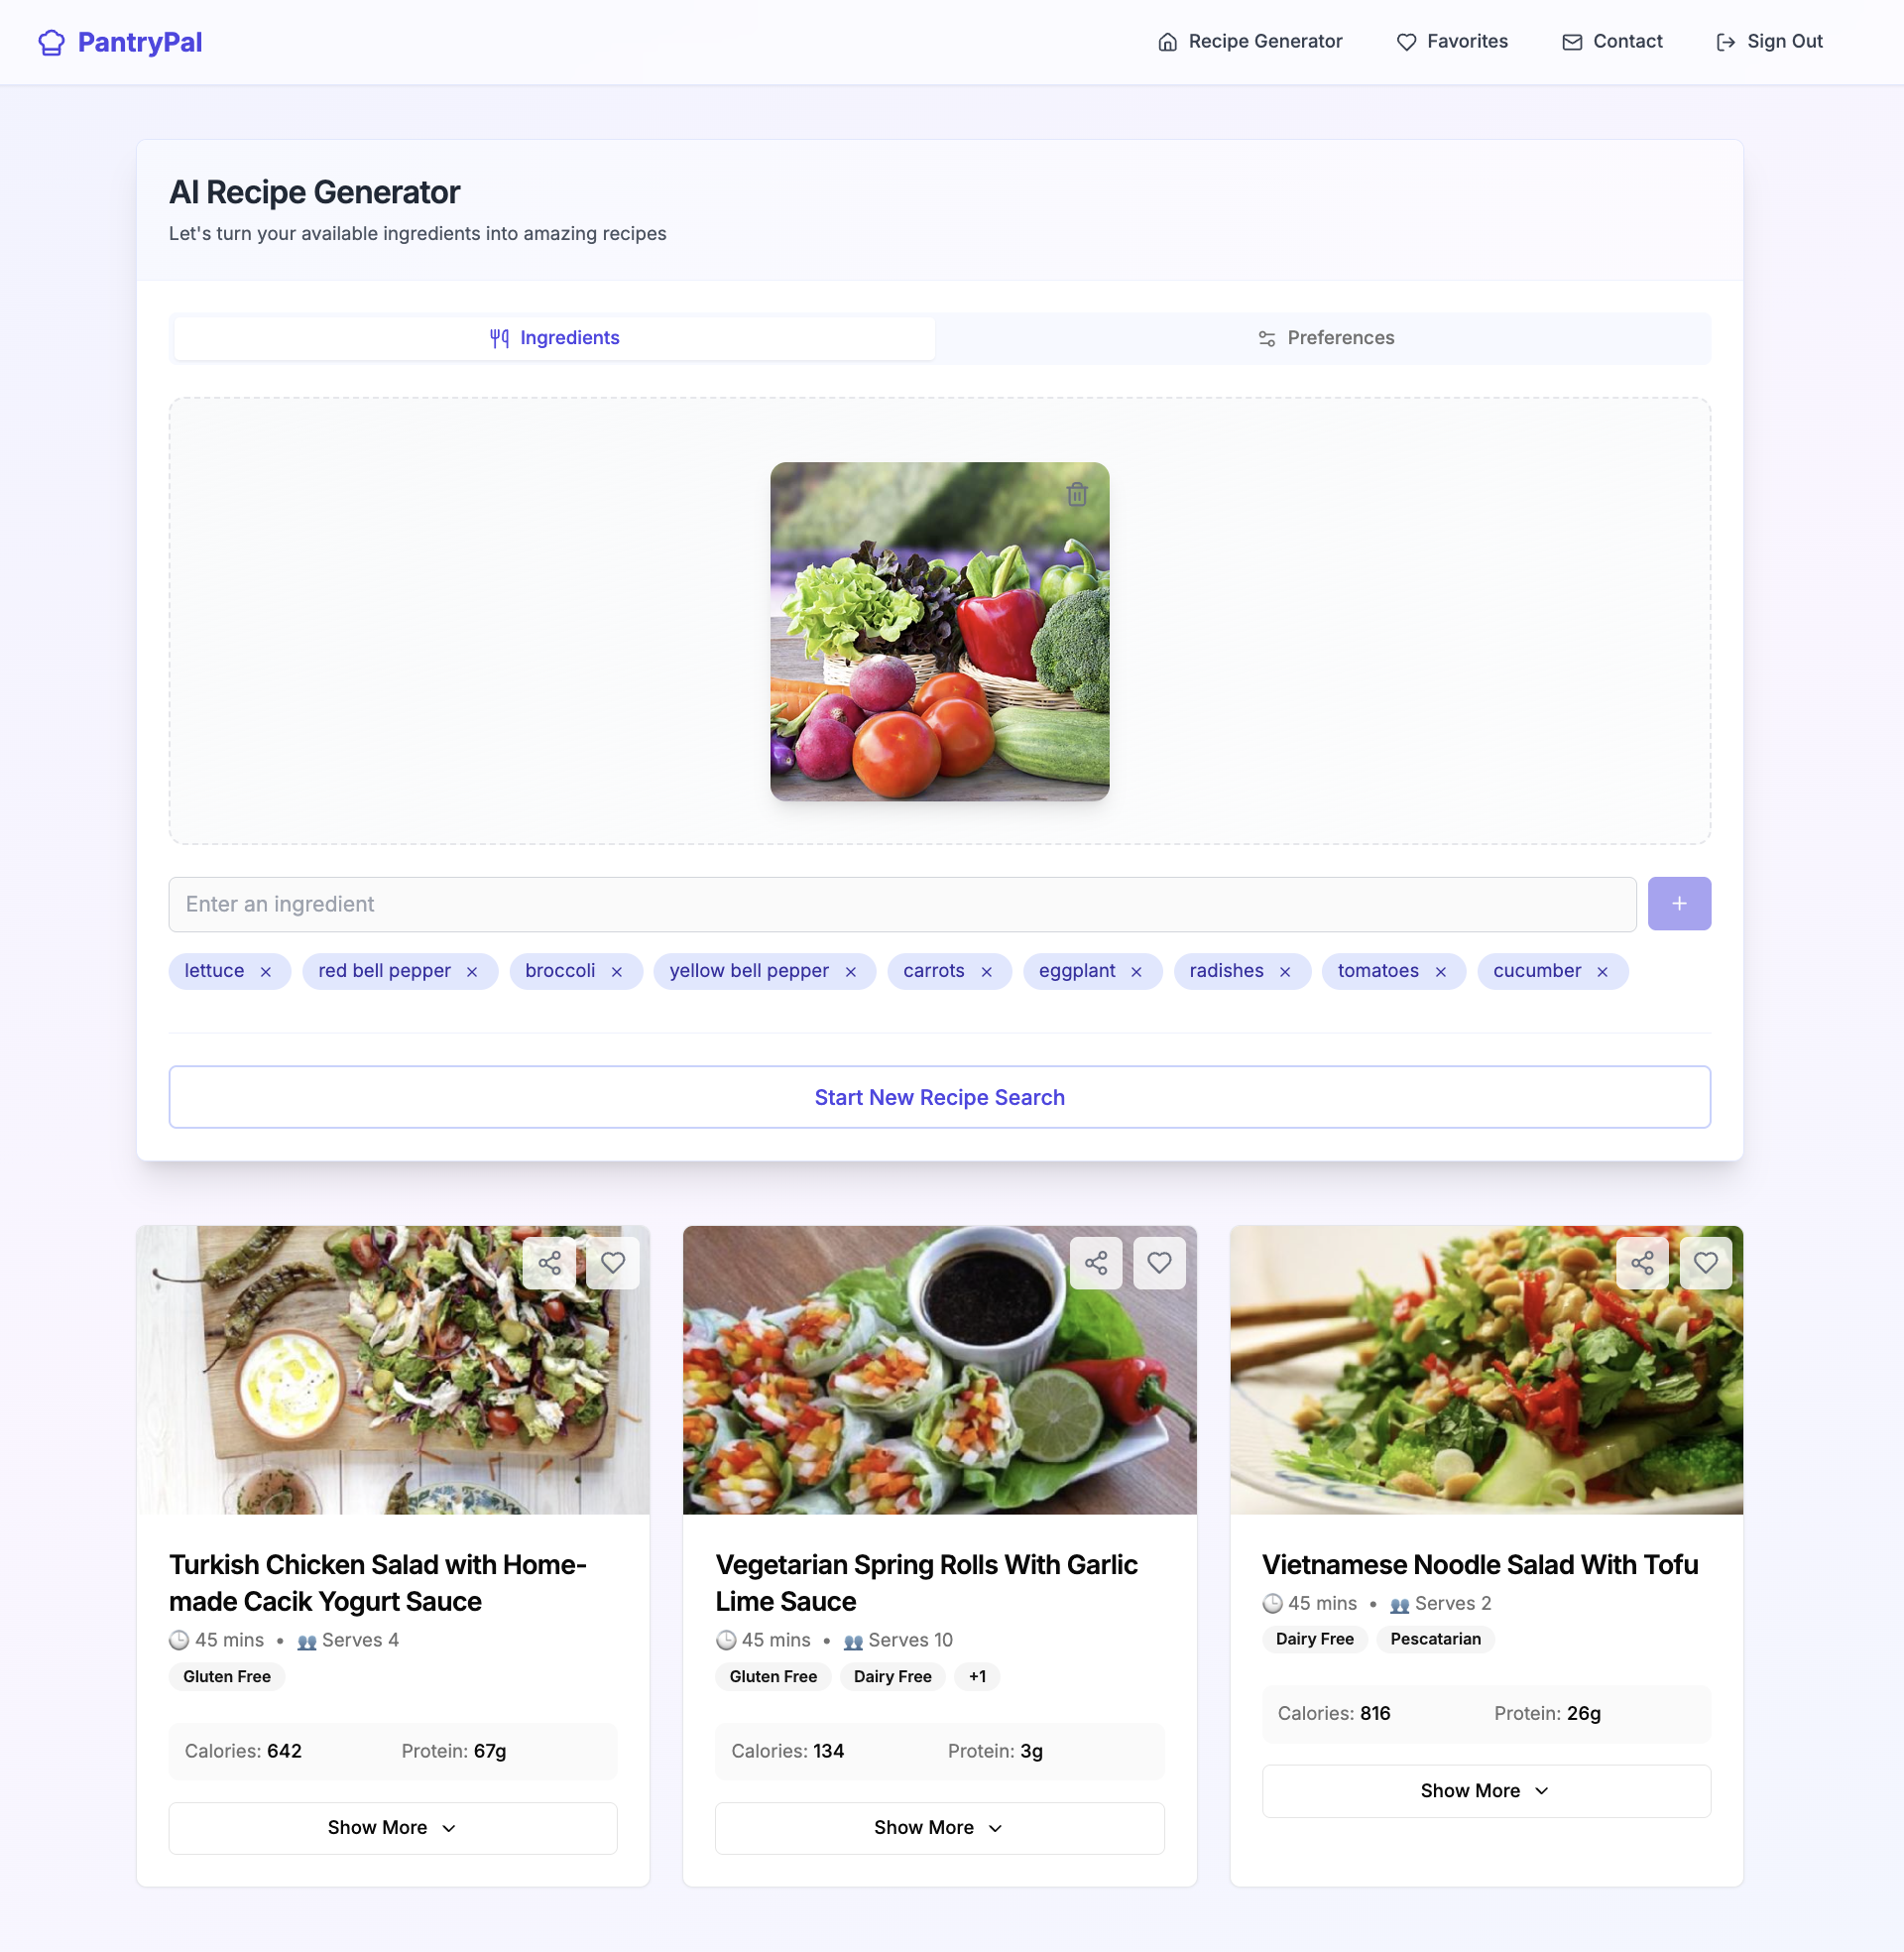 PantryPal
Recipe Generator
Favorites
Contact
Sign Out
AI Recipe Generator
Let's turn your available ingredients into amazing recipes
Ingredients
Preferences
Enter an ingredient
+
lettuce × red bell pepper × broccoli × yellow bell pepper × carrots × eggplant × radishes × tomatoes × cucumber ×
Start New Recipe Search
Turkish Chicken Salad with Home-
made Cacik Yogurt Sauce
45 mins • Serves 4
Gluten Free
Calories: 642 Protein: 67g
Show More
Vegetarian Spring Rolls With Garlic
Lime Sauce
45 mins • Serves 10
Gluten Free Dairy Free +1
Calories: 134 Protein: 3g
Show More
Vietnamese Noodle Salad With Tofu
45 mins • Serves 2
Dairy Free Pescatarian
Calories: 816 Protein: 26g
Show More